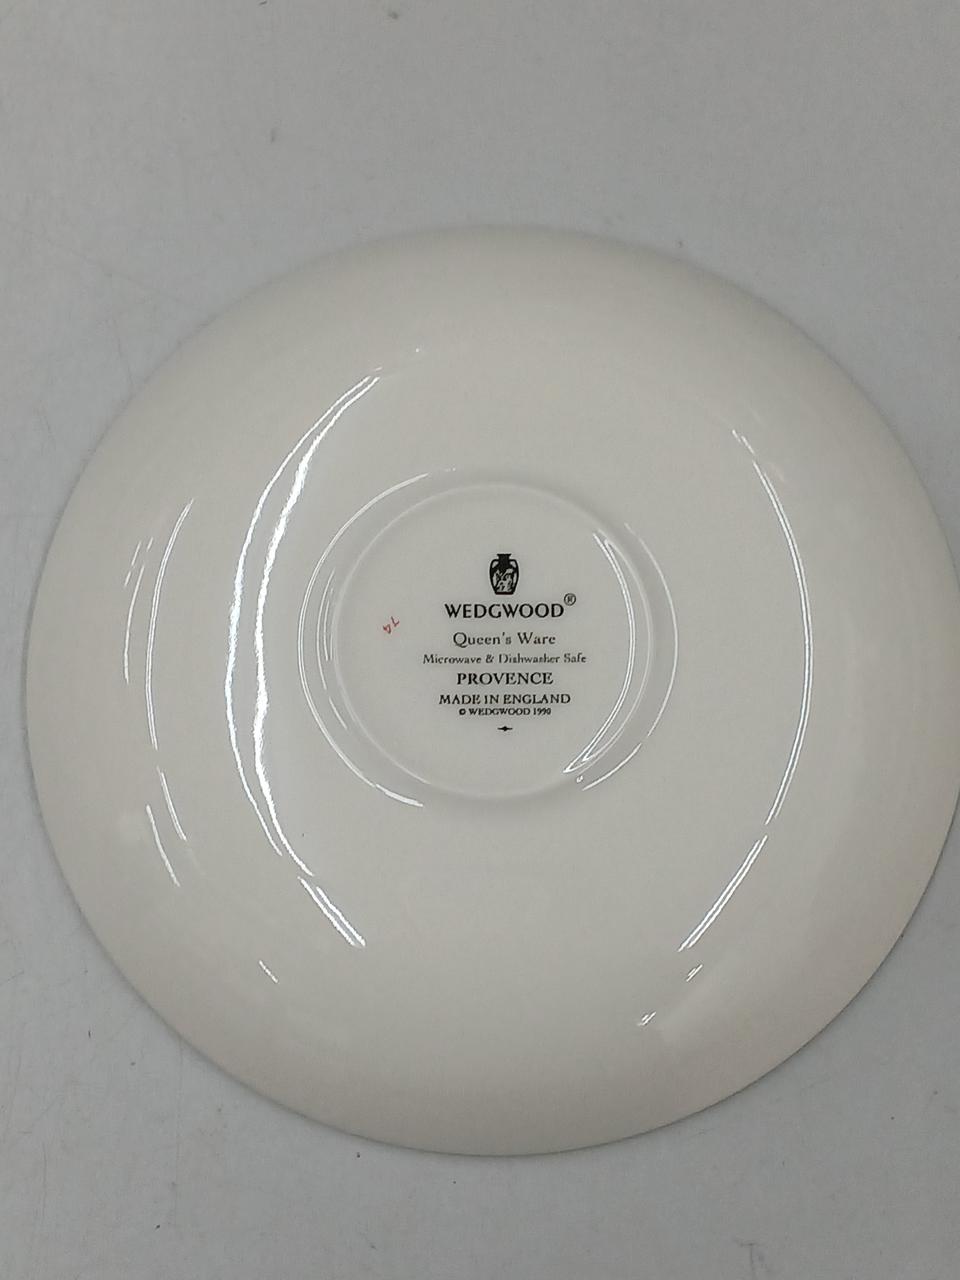 WEDGWOOD®
Queen's Ware
Microwave & Dishwasher Safe
PROVENCE
MADE IN ENGLAND
© WEDGWOOD 1990